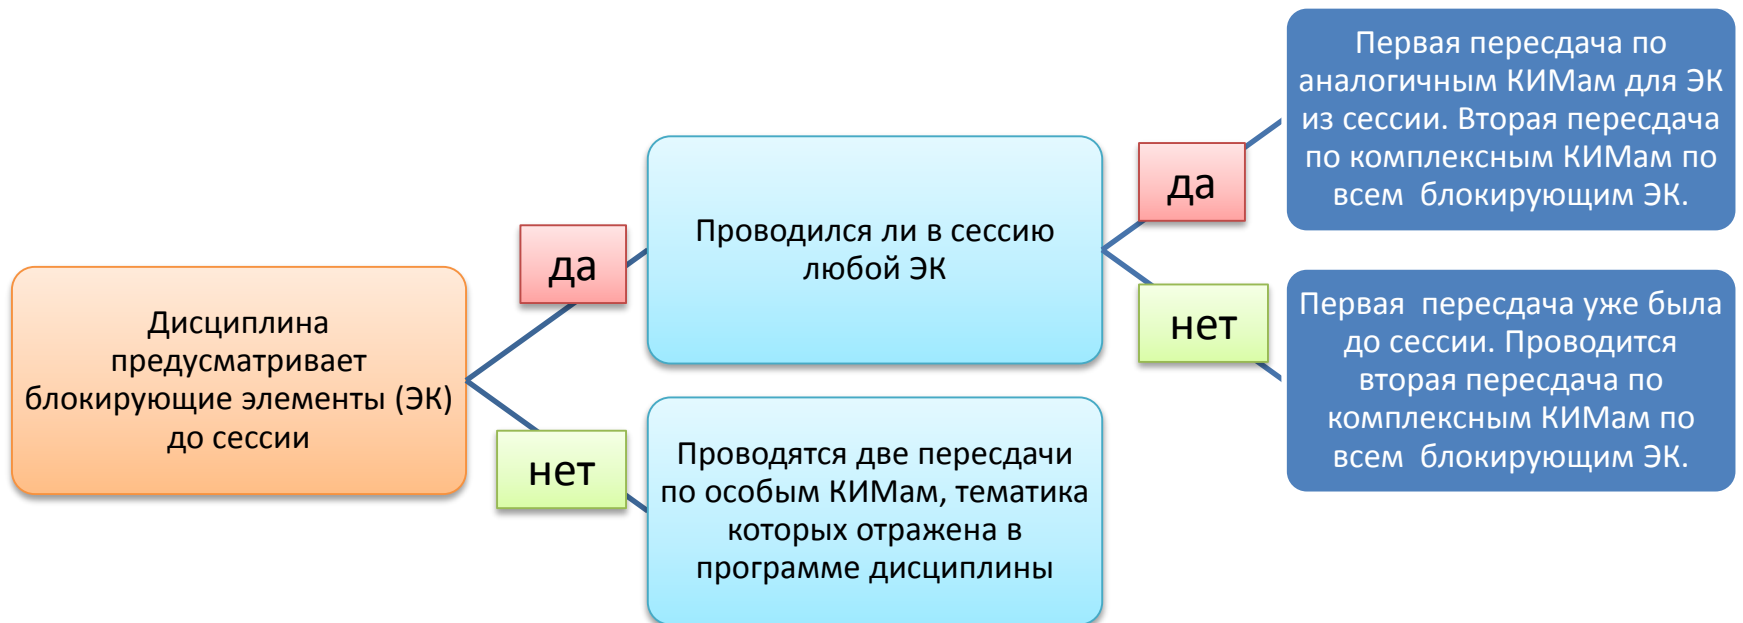 Дисциплина
предусматривает
блокирующие элементы (ЭК)
до сессии
да
Проводился ли в сессию
любой ЭК
да
Первая пересдача по
аналогичным КИМам для ЭК
из сессии. Вторая пересдача
по комплексным КИМам по
всем блокирующим ЭК.
нет
Первая пересдача уже была
до сессии. Проводится
вторая пересдача по
комплексным КИМам по
всем блокирующим ЭК.
нет
Проводятся две пересдачи
по особым КИМам, тематика
которых отражена в
программе дисциплины